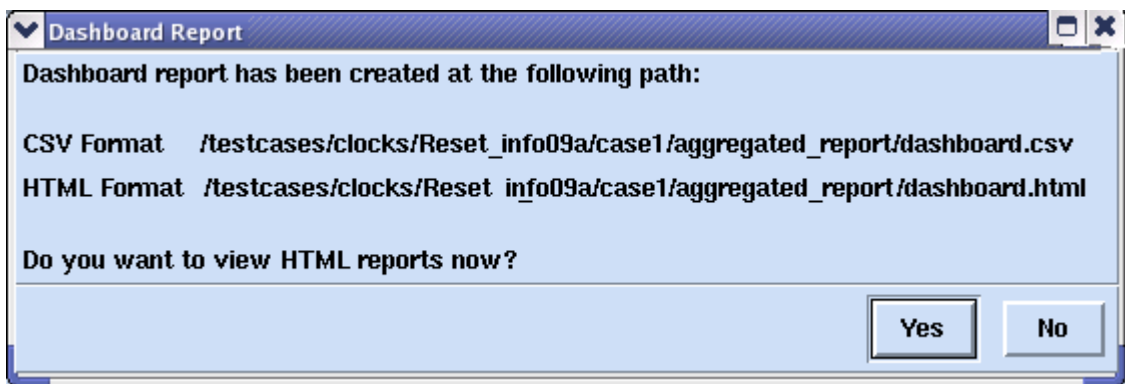 Dashboard Report
Dashboard report has been created at the following path:
CSV Format /testcases/clocks/Reset_info09a/case1/aggregated_report/dashboard.csv
HTML Format /testcases/clocks/Reset info09a/case1/aggregated_report/dashboard.html
Do you want to view HTML reports now?
Yes No